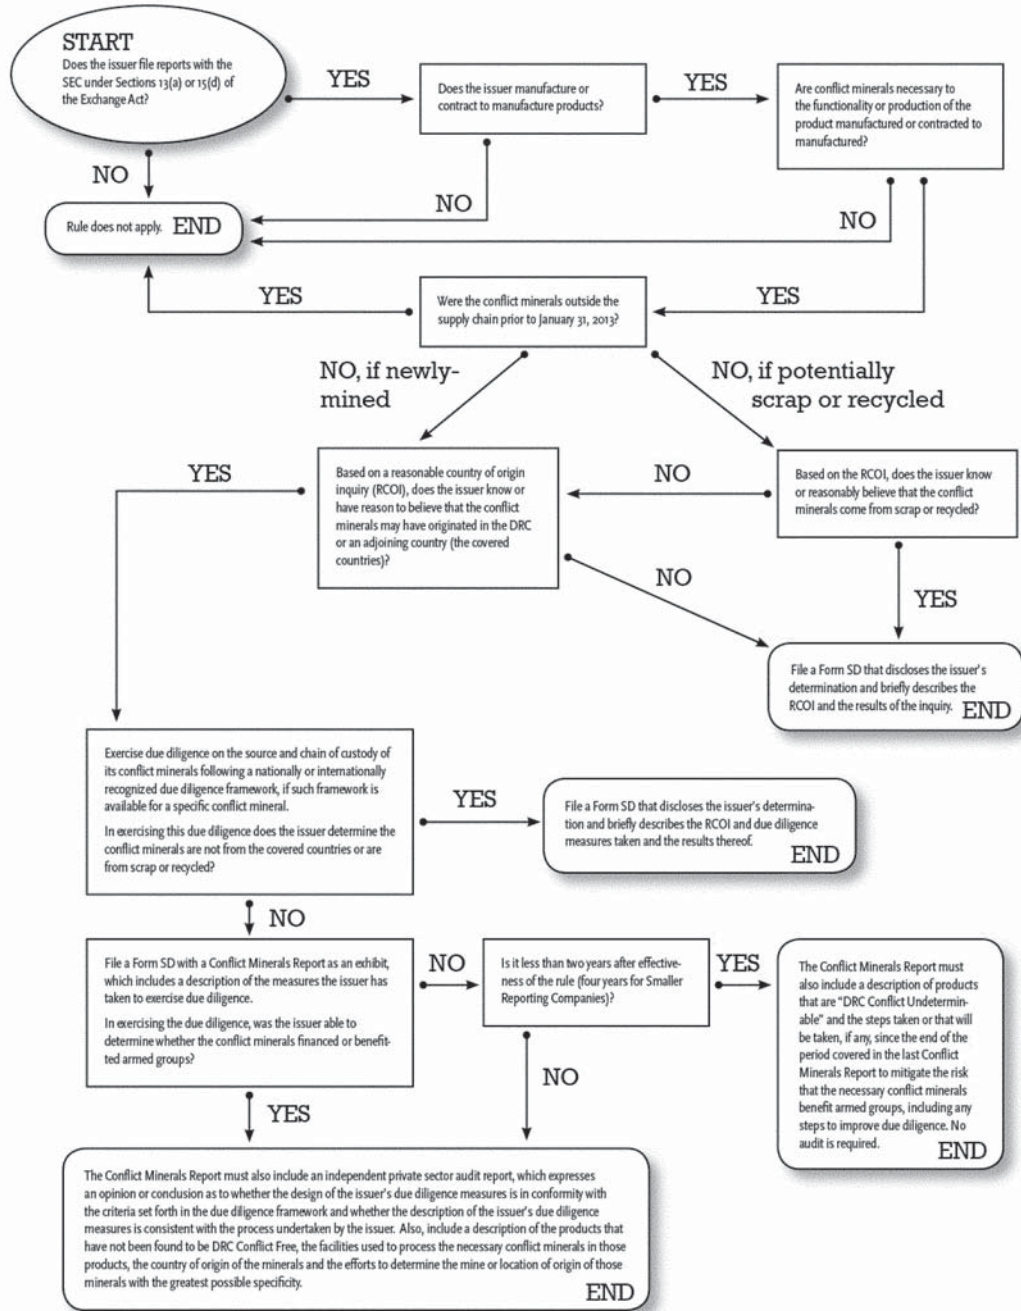 START
Does the issuer file reports with the
SEC under Sections 13(a) or 15(d) of
the Exchange Act?
YES
Does the issuer manufacture or
contract to manufacture products?
YES
Are conflict minerals necessary to
the functionality or production of the
product manufactured or contracted to
manufactured?
NO
NO
NO
Rule does not apply. END
YES
Were the conflict minerals outside the
supply chain prior to January 31, 2013?
YES
NO, if newly-
mined
NO, if potentially
scrap or recycled
YES
Based on a reasonable country of origin
inquiry (RCOI), does the issuer know or
have reason to believe that the conflict
minerals may have originated in the DRC
or an adjoining country (the covered
countries)?
NO
Based on the RCOI, does the issuer know
or reasonably believe that the conflict
minerals come from scrap or recycled?
NO
YES
File a Form SD that discloses the issuer's
determination and briefly describes the
RCOI and the results of the inquiry. END
Exercise due diligence on the source and chain of custody of
its conflict minerals following a nationally or internationally
recognized due diligence framework, if such framework is
available for a specific conflict mineral.
In exercising this due diligence does the issuer determine the
conflict minerals are not from the covered countries or are
from scrap or recycled?
YES
File a Form SD that discloses the issuer's determina-
tion and briefly describes the RCOI and due diligence
measures taken and the results thereof.
END
NO
File a Form SD with a Conflict Minerals Report as an exhibit,
which includes a description of the measures the issuer has
taken to exercise due diligence.
In exercising the due diligence, was the issuer able to
determine whether the conflict minerals financed or benefit-
ted armed groups?
NO
Is it less than two years after effective-
ness of the rule (four years for Smaller
Reporting Companies)?
YES
The Conflict Minerals Report must
also include a description of products
that are "DRC Conflict Undetermin-
able" and the steps taken or that will
be taken, if any, since the end of the
period covered in the last Conflict
Minerals Report to mitigate the risk
that the necessary conflict minerals
benefit armed groups, including any
steps to improve due diligence. No
audit is required.
END
YES
NO
The Conflict Minerals Report must also include an independent private sector audit report, which expresses
an opinion or conclusion as to whether the design of the issuer's due diligence measures is in conformity with
the criteria set forth in the due diligence framework and whether the description of the issuer's due diligence
measures is consistent with the process undertaken by the issuer. Also, include a description of the products that
have not been found to be DRC Conflict Free, the facilities used to process the necessary conflict minerals in those
products, the country of origin of the minerals and the efforts to determine the mine or location of origin of those
minerals with the greatest possible specificity.
END